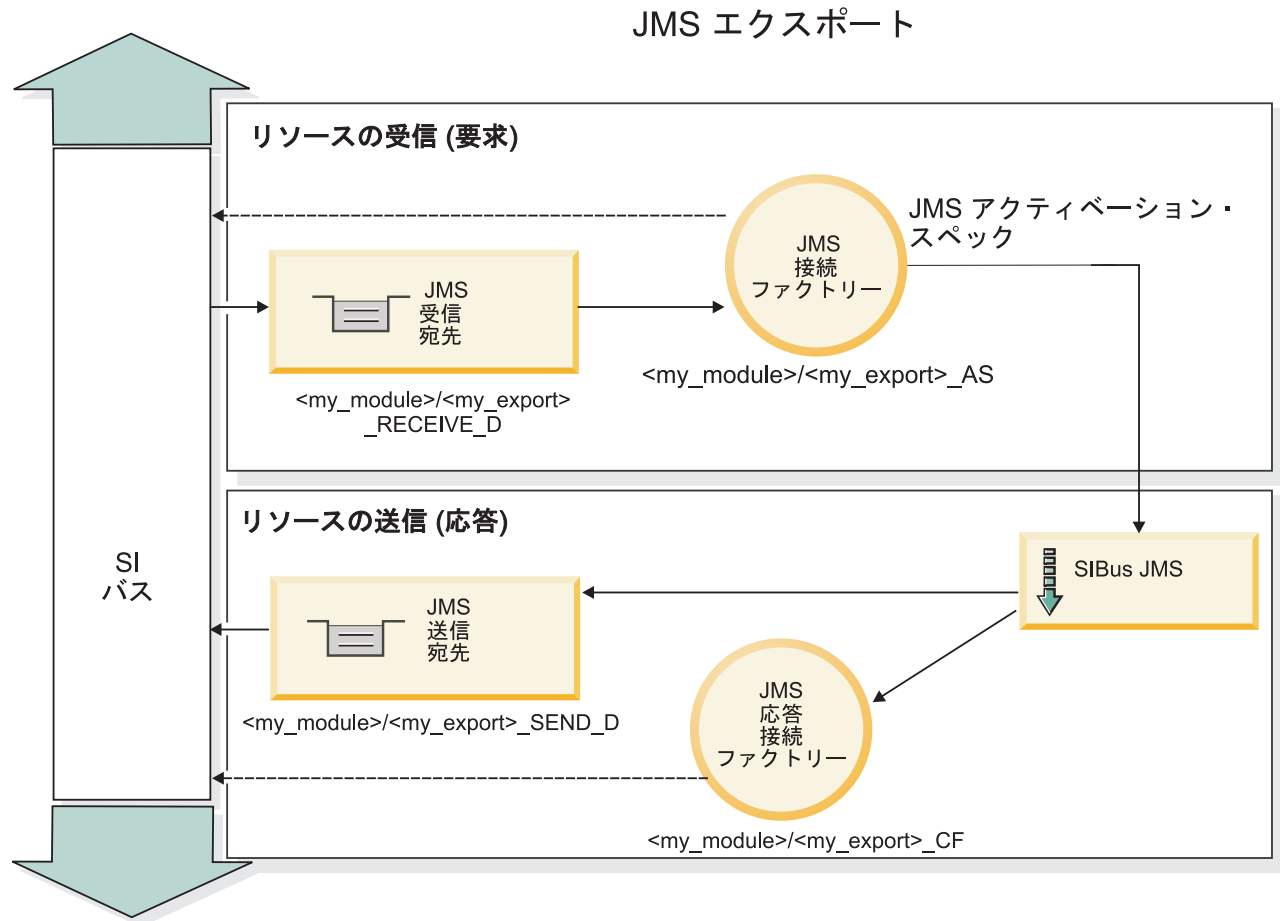 JMS エクスポート
リソースの受信 (要求)
JMS アクティベーション・
スペック
JMS
接続
ファクトリー
JMS
受信
宛先
<my_module>/<my_export>_AS
<my_module>/<my_export>
_RECEIVE_D
リソースの送信 (応答)
SI
バス
SIBus JMS
JMS
送信
宛先
JMS
応答
接続
ファクトリー
<my_module>/<my_export>_SEND_D
<my_module>/<my_export>_CF